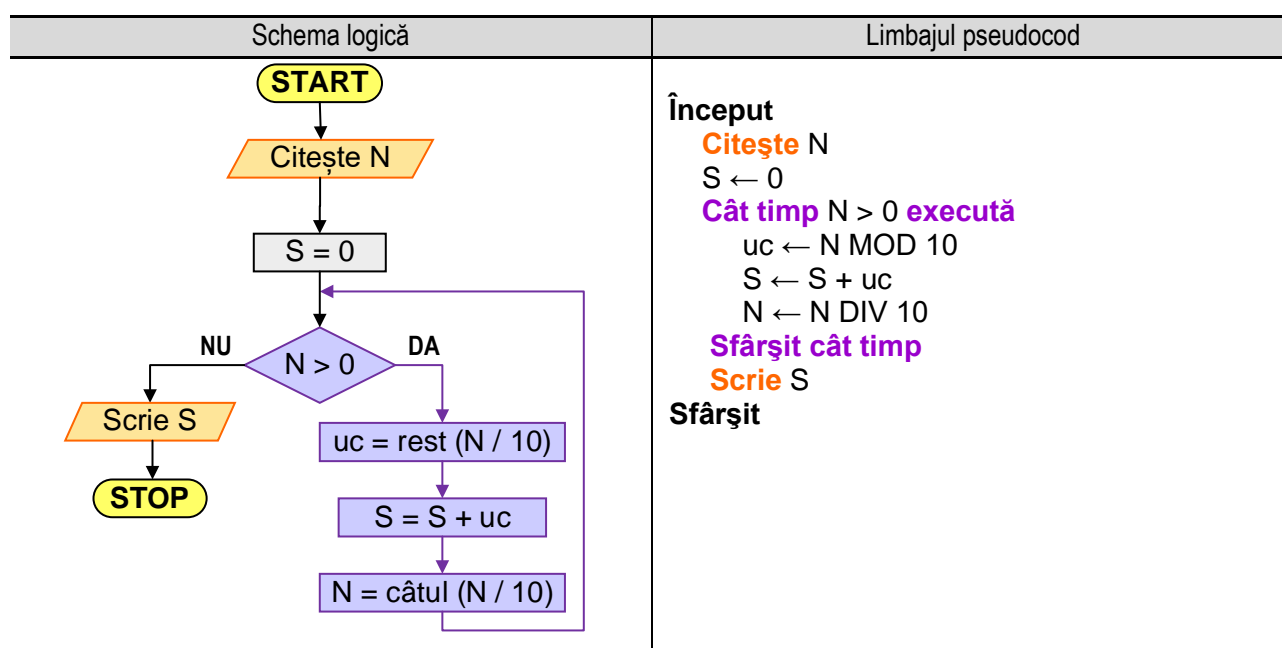 Schema logică
Limbajul pseudocod
START
Citește N
S = 0
NU
N > 0
DA
Scrie S
STOP
uc = rest (N / 10)
S = S + uc
N = câtul (N / 10)
Început
Citeşte N
S ← 0
Cât timp N > 0 execută
uc ← N MOD 10
S ← S + uc
N ← N DIV 10
Sfârşit cât timp
Scrie S
Sfârşit